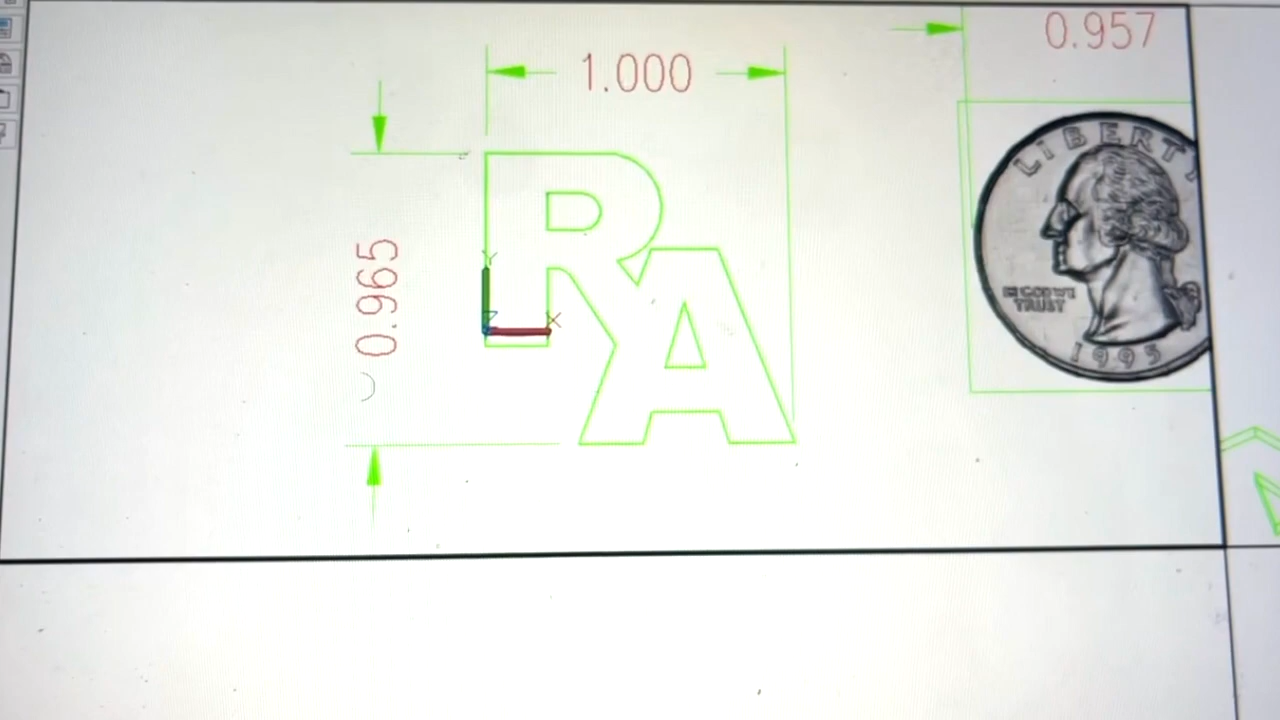 1.000
0.957
0.965
RA
Y
Z X
LIBERTY
IN GOD WE
TRUST
1995